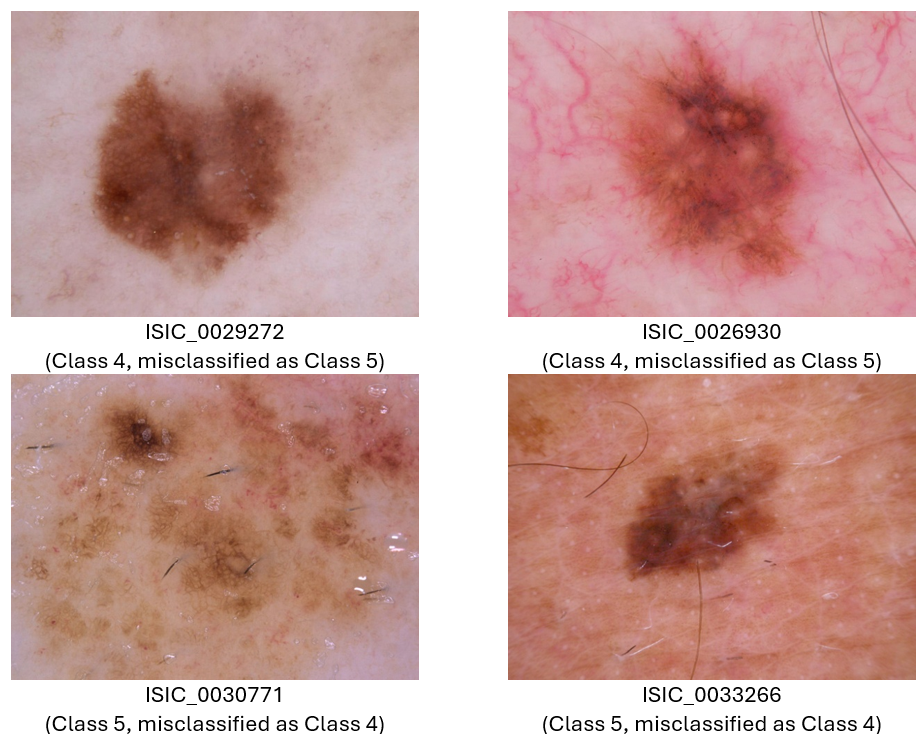 ISIC_0029272
(Class 4, misclassified as Class 5)
ISIC_0026930
(Class 4, misclassified as Class 5)
ISIC_0030771
(Class 5, misclassified as Class 4)
ISIC_0033266
(Class 5, misclassified as Class 4)